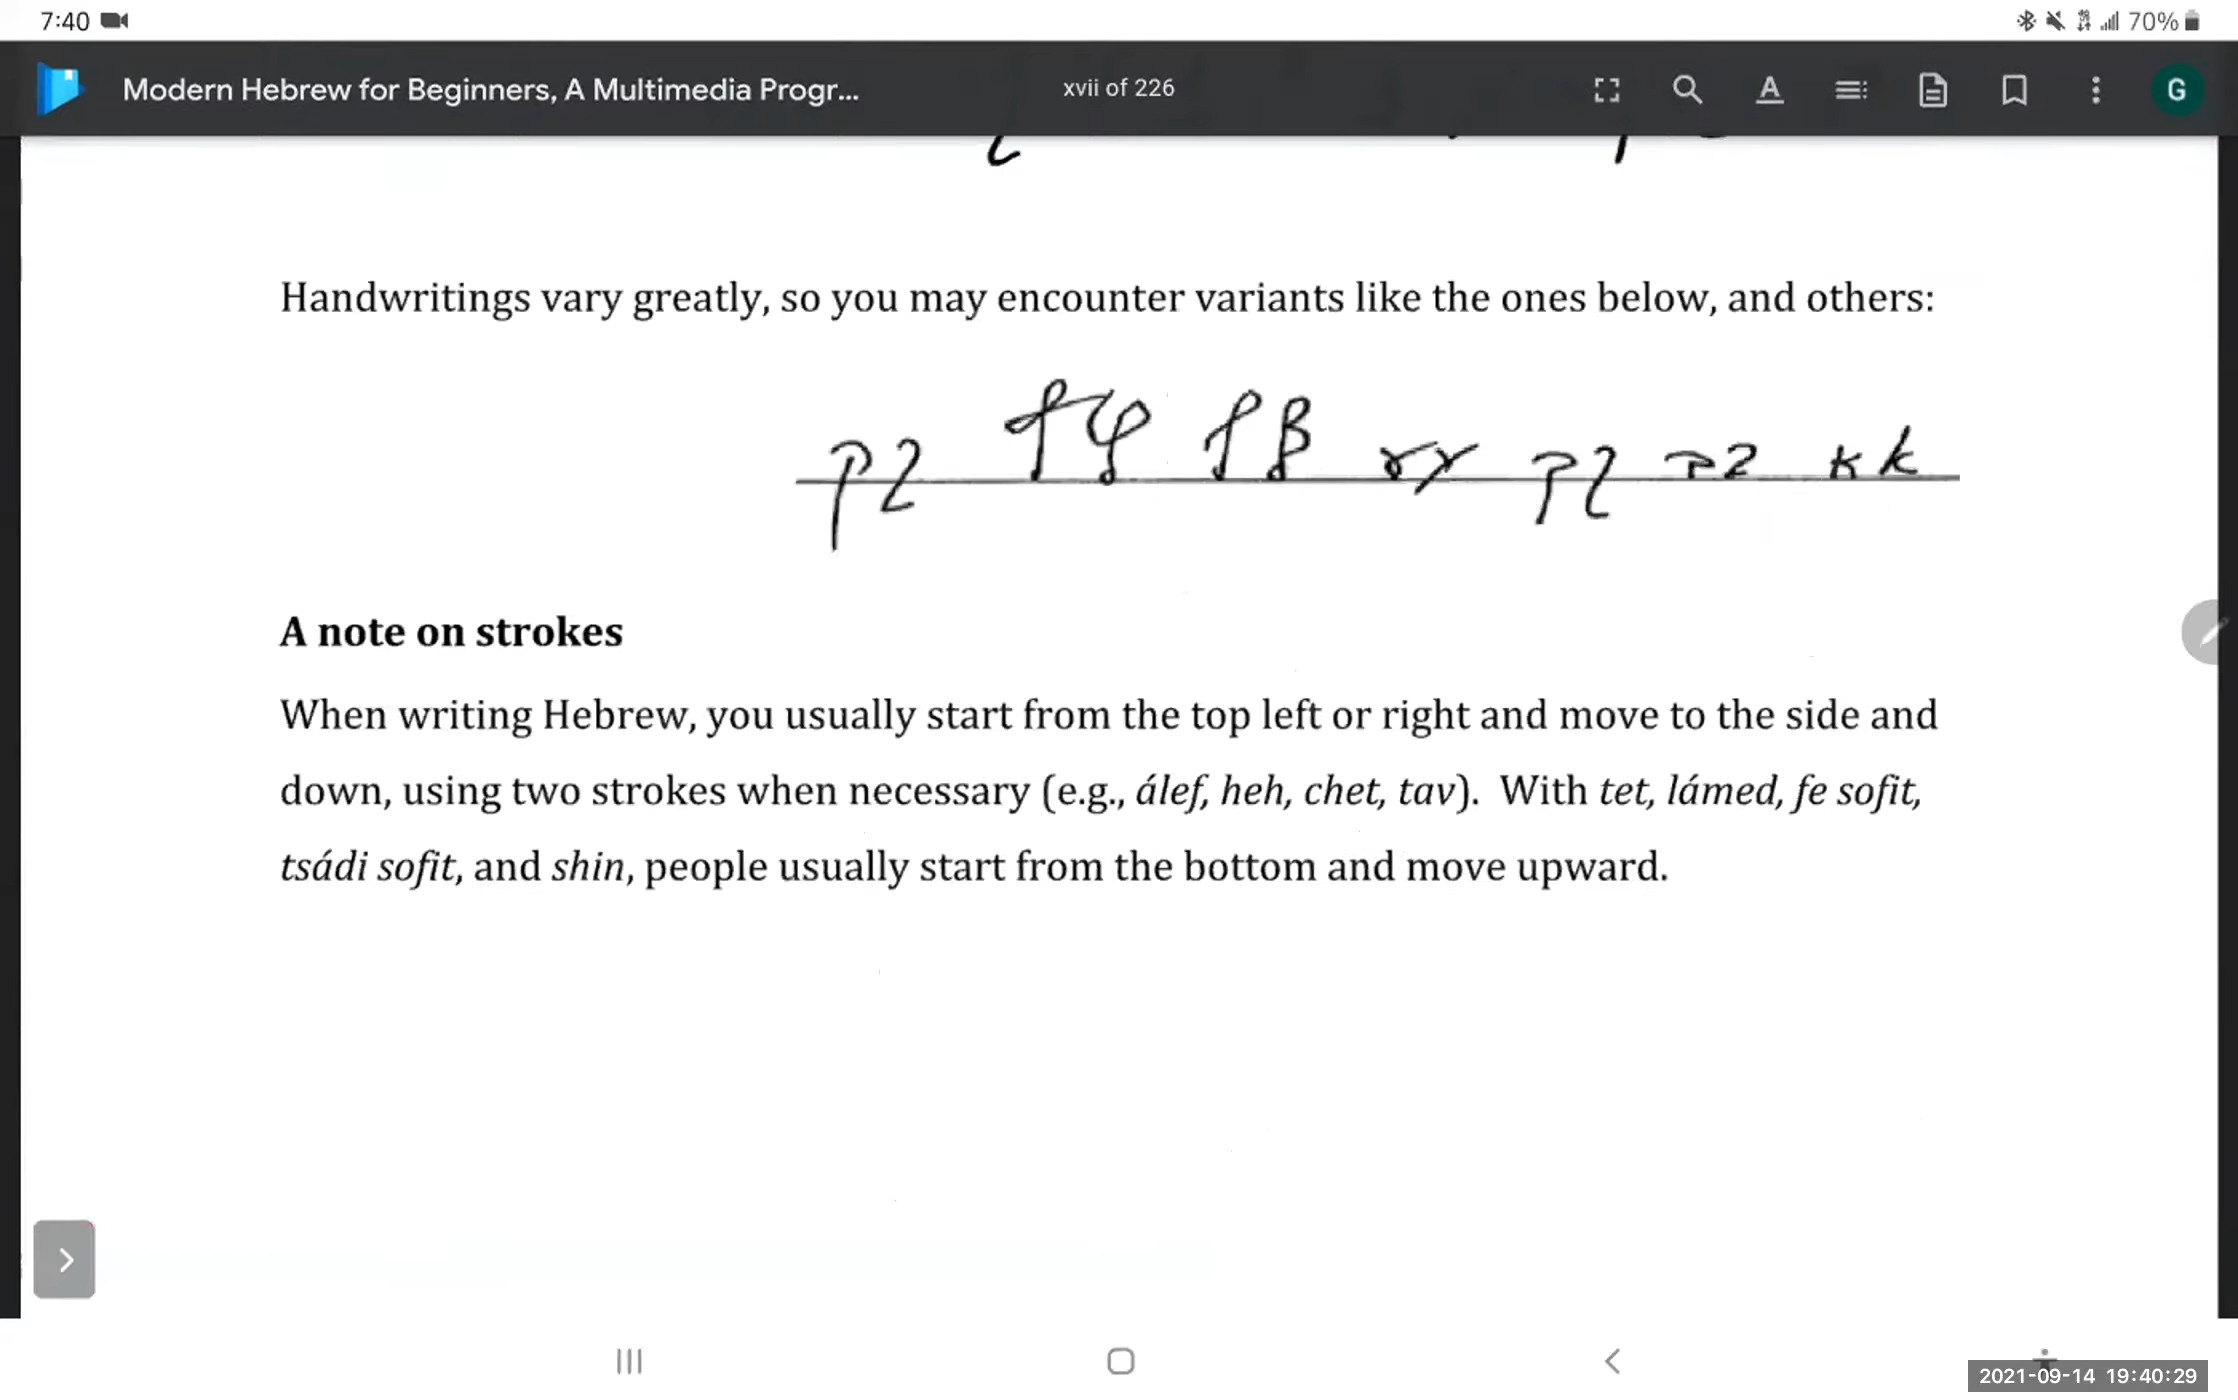 7:40
70%
Modern Hebrew for Beginners, A Multimedia Progr...
xvii of 226
G
Handwritings vary greatly, so you may encounter variants like the ones below, and others:
A note on strokes
When writing Hebrew, you usually start from the top left or right and move to the side and
down, using two strokes when necessary (e.g., álef, heh, chet, tav). With tet, lámed, fe sofit,
tsádi sofit, and shin, people usually start from the bottom and move upward.
2021-09-14 19:40:29